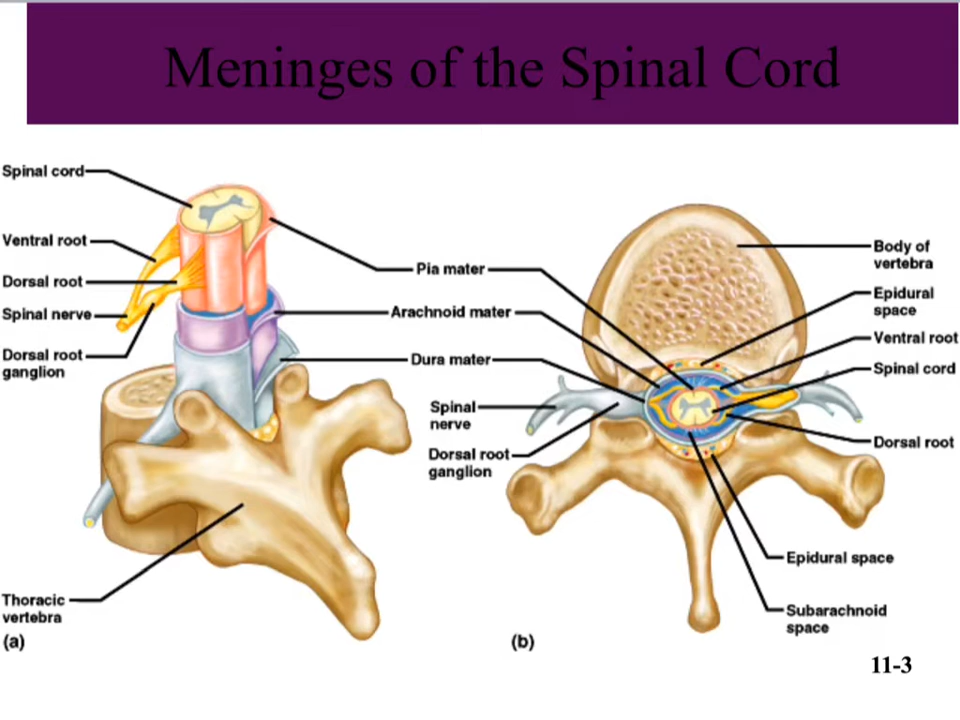 Meninges of the Spinal Cord
Spinal cord
Ventral root
Dorsal root
Spinal nerve
Dorsal root
ganglion
Thoracic
vertebra
(a)
Pia mater
Arachnoid mater
Dura mater
Spinal
nerve
Dorsal root
ganglion
(b)
Body of
vertebra
Epidural
space
Ventral root
Spinal cord
Dorsal root
Epidural space
Subarachnoid
space
11-3